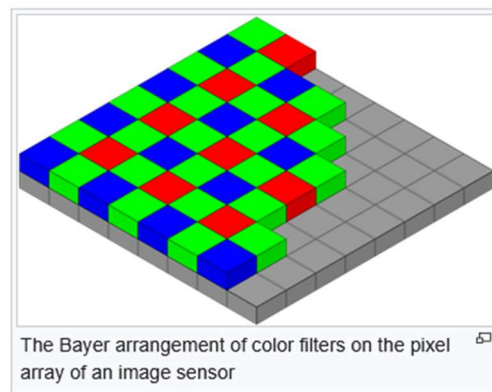 The Bayer arrangement of color filters on the pixel
array of an image sensor